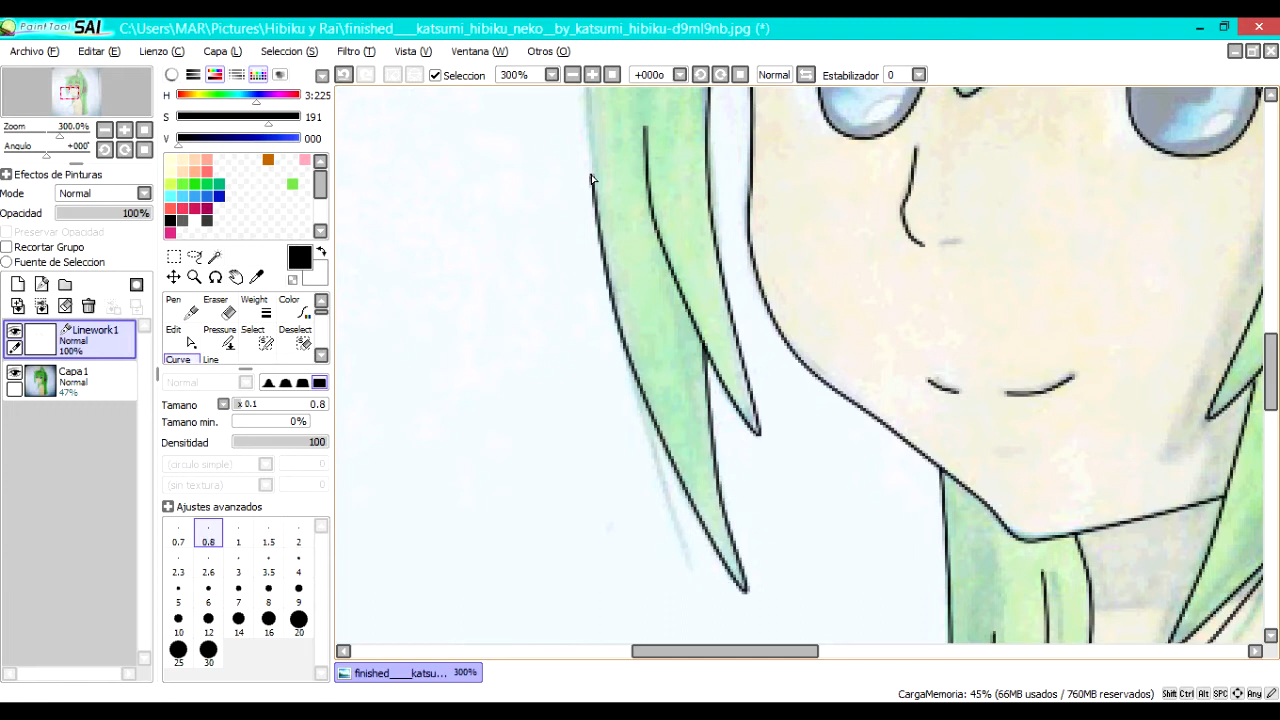 PaintTool SAI C:\Users\MAR\Pictures\Hibiku y Rai\finished___katsumi_hibiku_neko__by_katsumi_hibiku-d9ml9nb.jpg (*)
Archivo (F) Editar (E) Lienzo (C) Capa (L) Seleccion (S) Filtro (T) Vista (V) Ventana (W) Otros (O)
Seleccion 300% +000º Normal Estabilizador 0
Zoom 300.0%
Angulo +000º
Efectos de Pinturas
Mode Normal
Opacidad 100%
Preservar Opacidad
Recortar Grupo
Fuente de Seleccion
Linework1
Normal
100%
Capa1
Normal
47%
H 3:225
S 191
V 000
Pen Eraser Weight Color
Edit Pressure Select Deselect
Curve Line
Normal
Tamano x 0.1 0.8
Tamano min. 0%
Densitidad 100
(circulo simple) 0
(sin textura) 0
Ajustes avanzados
0.7 0.8 1 1.5 2
2.3 2.6 3 3.5 4
5 6 7 8 9
10 12 14 16 20
25 30
finished____katsu... 300%
CargaMemoria: 45% (66MB usados / 760MB reservados) Shift Ctrl Alt SPC Any